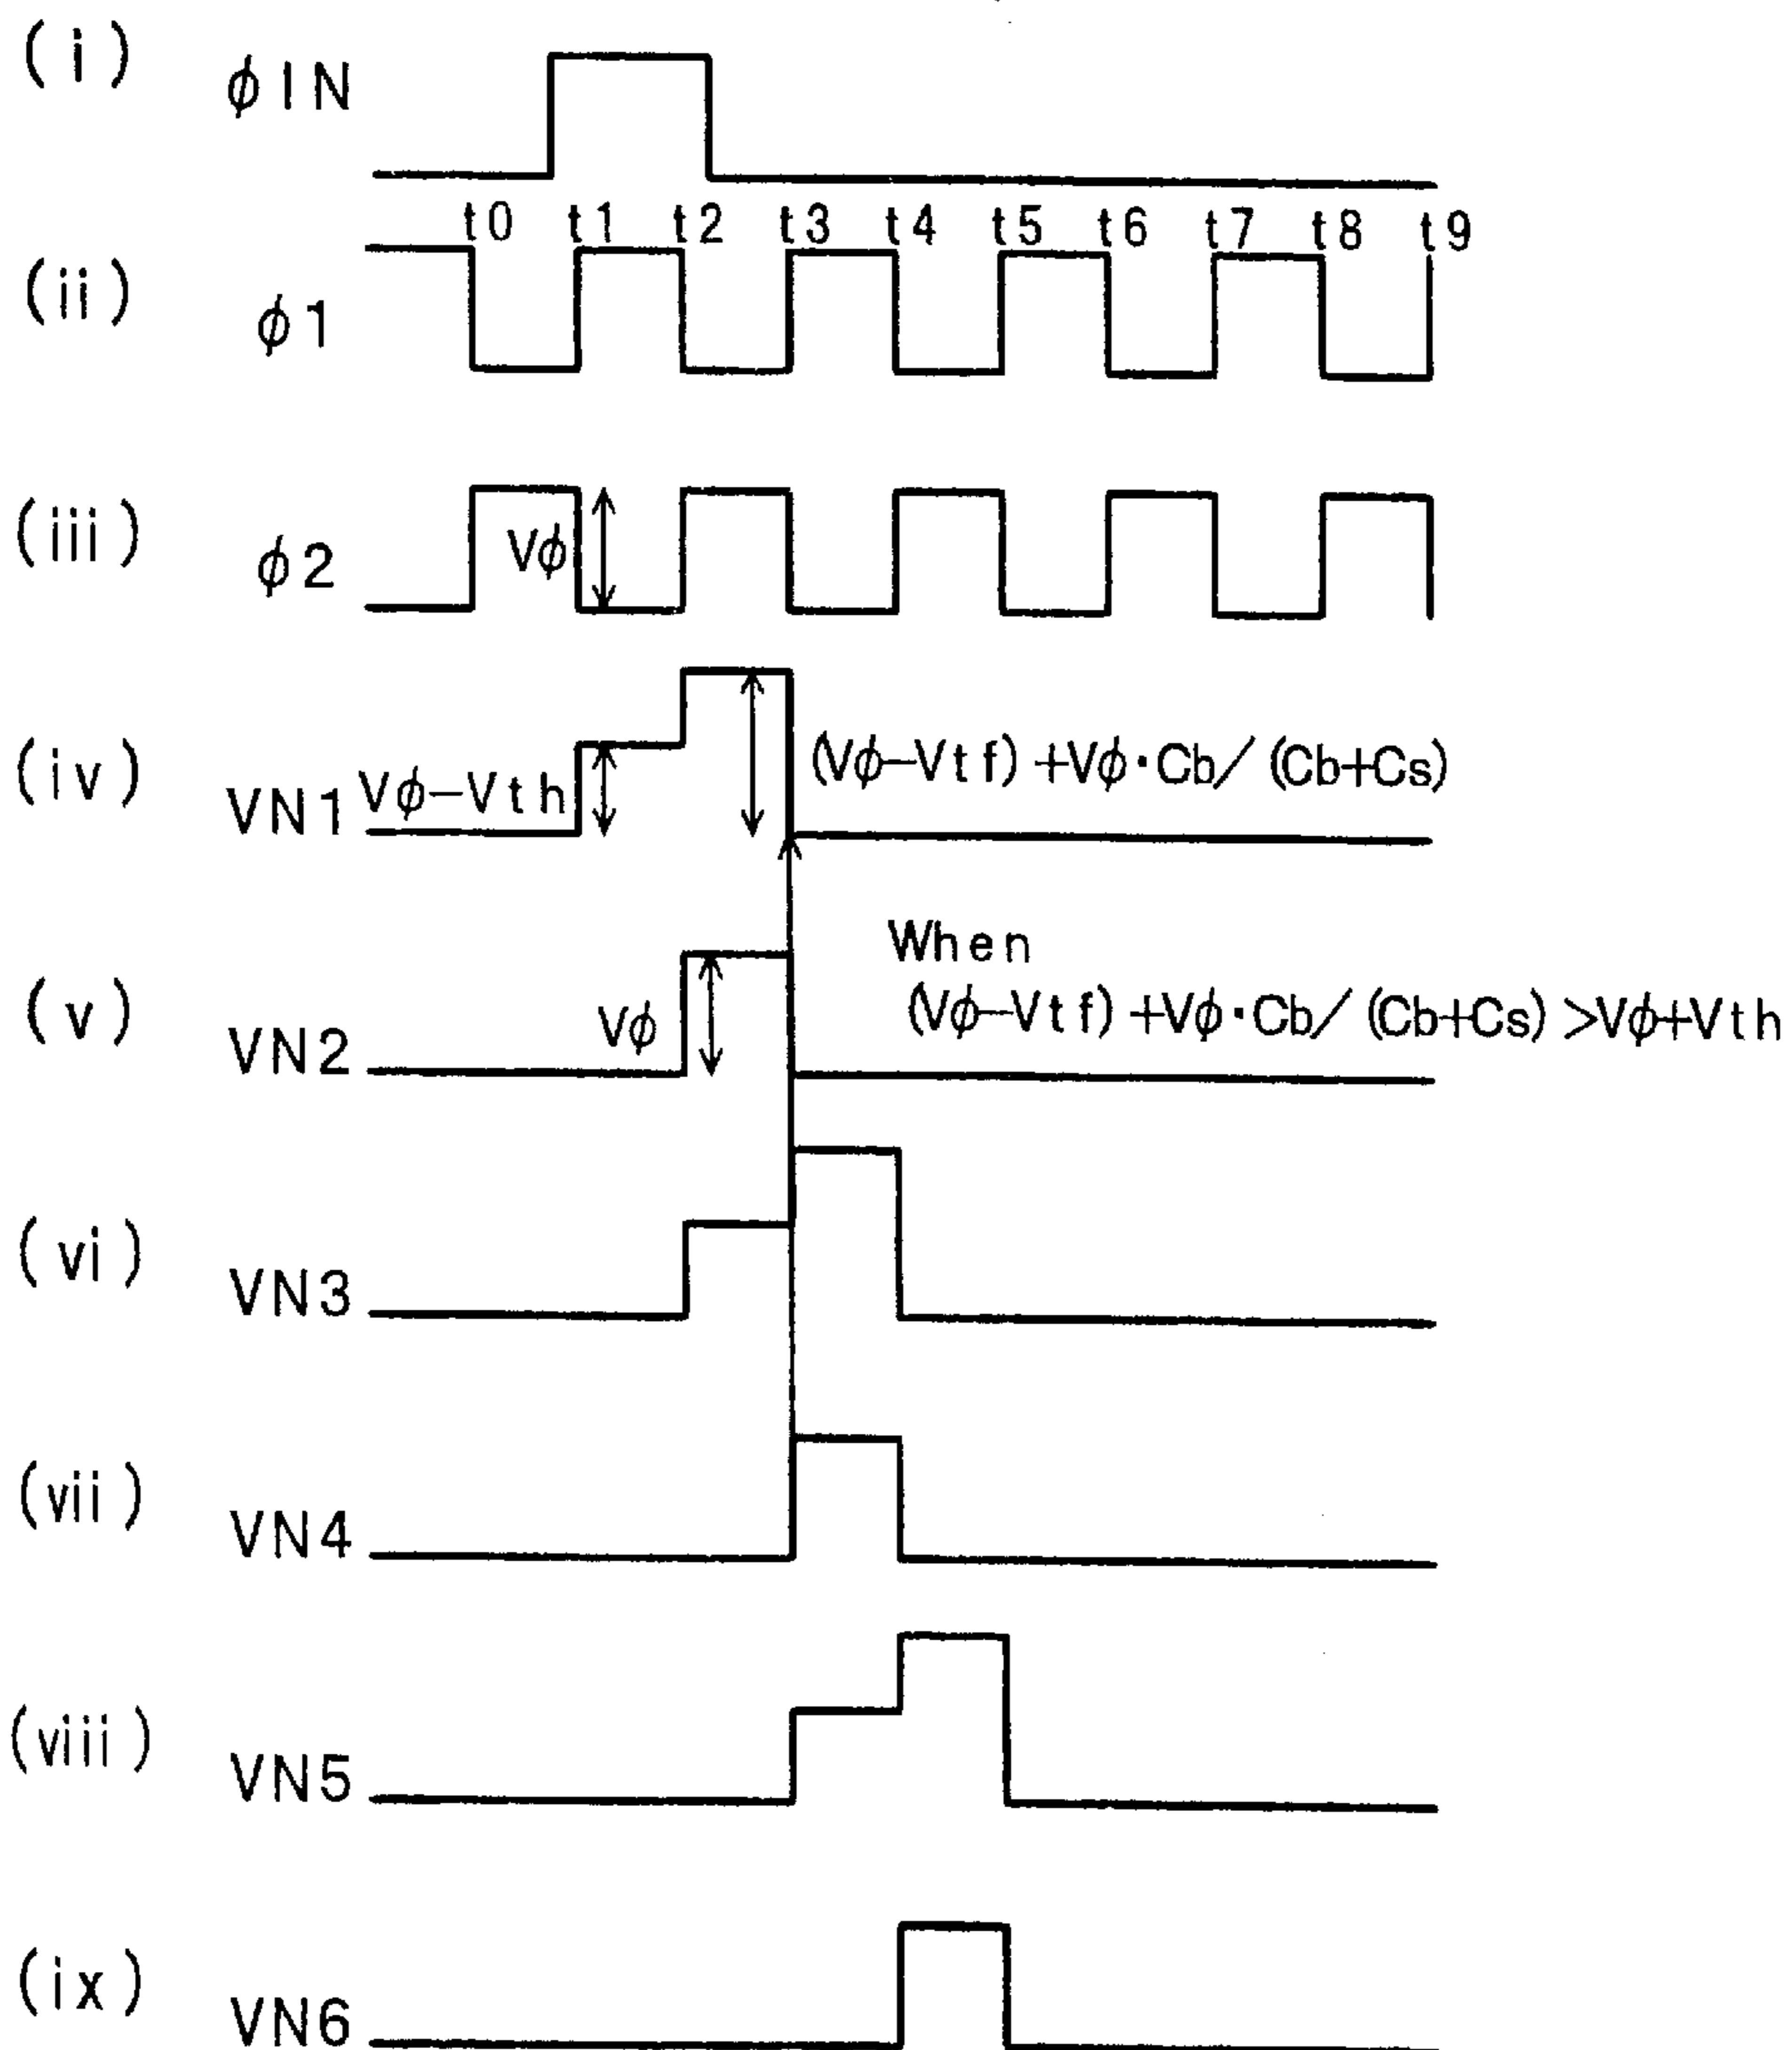 (i) φIN
t0 t1 t2 t3 t4 t5 t6 t7 t8 t9
(ii) φ1
(iii) φ2 Vφ
(iv) VN1 Vφ-Vth (Vφ-Vtf)+Vφ·Cb/(Cb+Cs)
When
(v) VN2 Vφ (Vφ-Vtf)+Vφ·Cb/(Cb+Cs)>Vφ+Vth
(vi) VN3
(vii) VN4
(viii) VN5
(ix) VN6